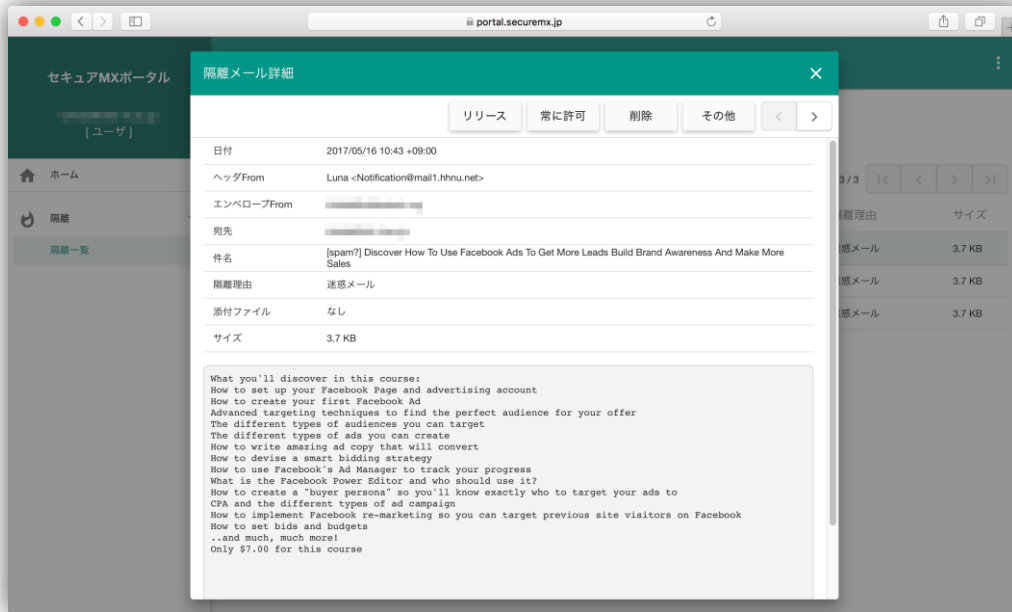 portal.securemx.jp
セキュアMXポータル
[ ユーザ ]
ホーム
隔離
隔離一覧
隔離メール詳細
リリース
常に許可
削除
その他
日付 2017/05/16 10:43 +09:00
ヘッダFrom Luna <Notification@mail1.hhnu.net>
エンベロープFrom
宛先
件名 [spam?] Discover How To Use Facebook Ads To Get More Leads Build Brand Awareness And Make More
Sales
隔離理由 迷惑メール
添付ファイル なし
サイズ 3.7 KB
What you'll discover in this course:
How to set up your Facebook Page and advertising account
How to create your first Facebook Ad
Advanced targeting techniques to find the perfect audience for your offer
The different types of audiences you can target
The different types of ads you can create
How to write amazing ad copy that will convert
How to devise a smart bidding strategy
How to use Facebook's Ad Manager to track your progress
What is the Facebook Power Editor and who should use it?
How to create a "buyer persona" so you'll know exactly who to target your ads to
CPA and the different types of ad campaign
How to implement Facebook re-marketing so you can target previous site visitors on Facebook
How to set bids and budgets
..and much, much more!
Only $7.00 for this course
3 / 3
隔離理由 サイズ
惑メール 3.7 KB
惑メール 3.7 KB
惑メール 3.7 KB